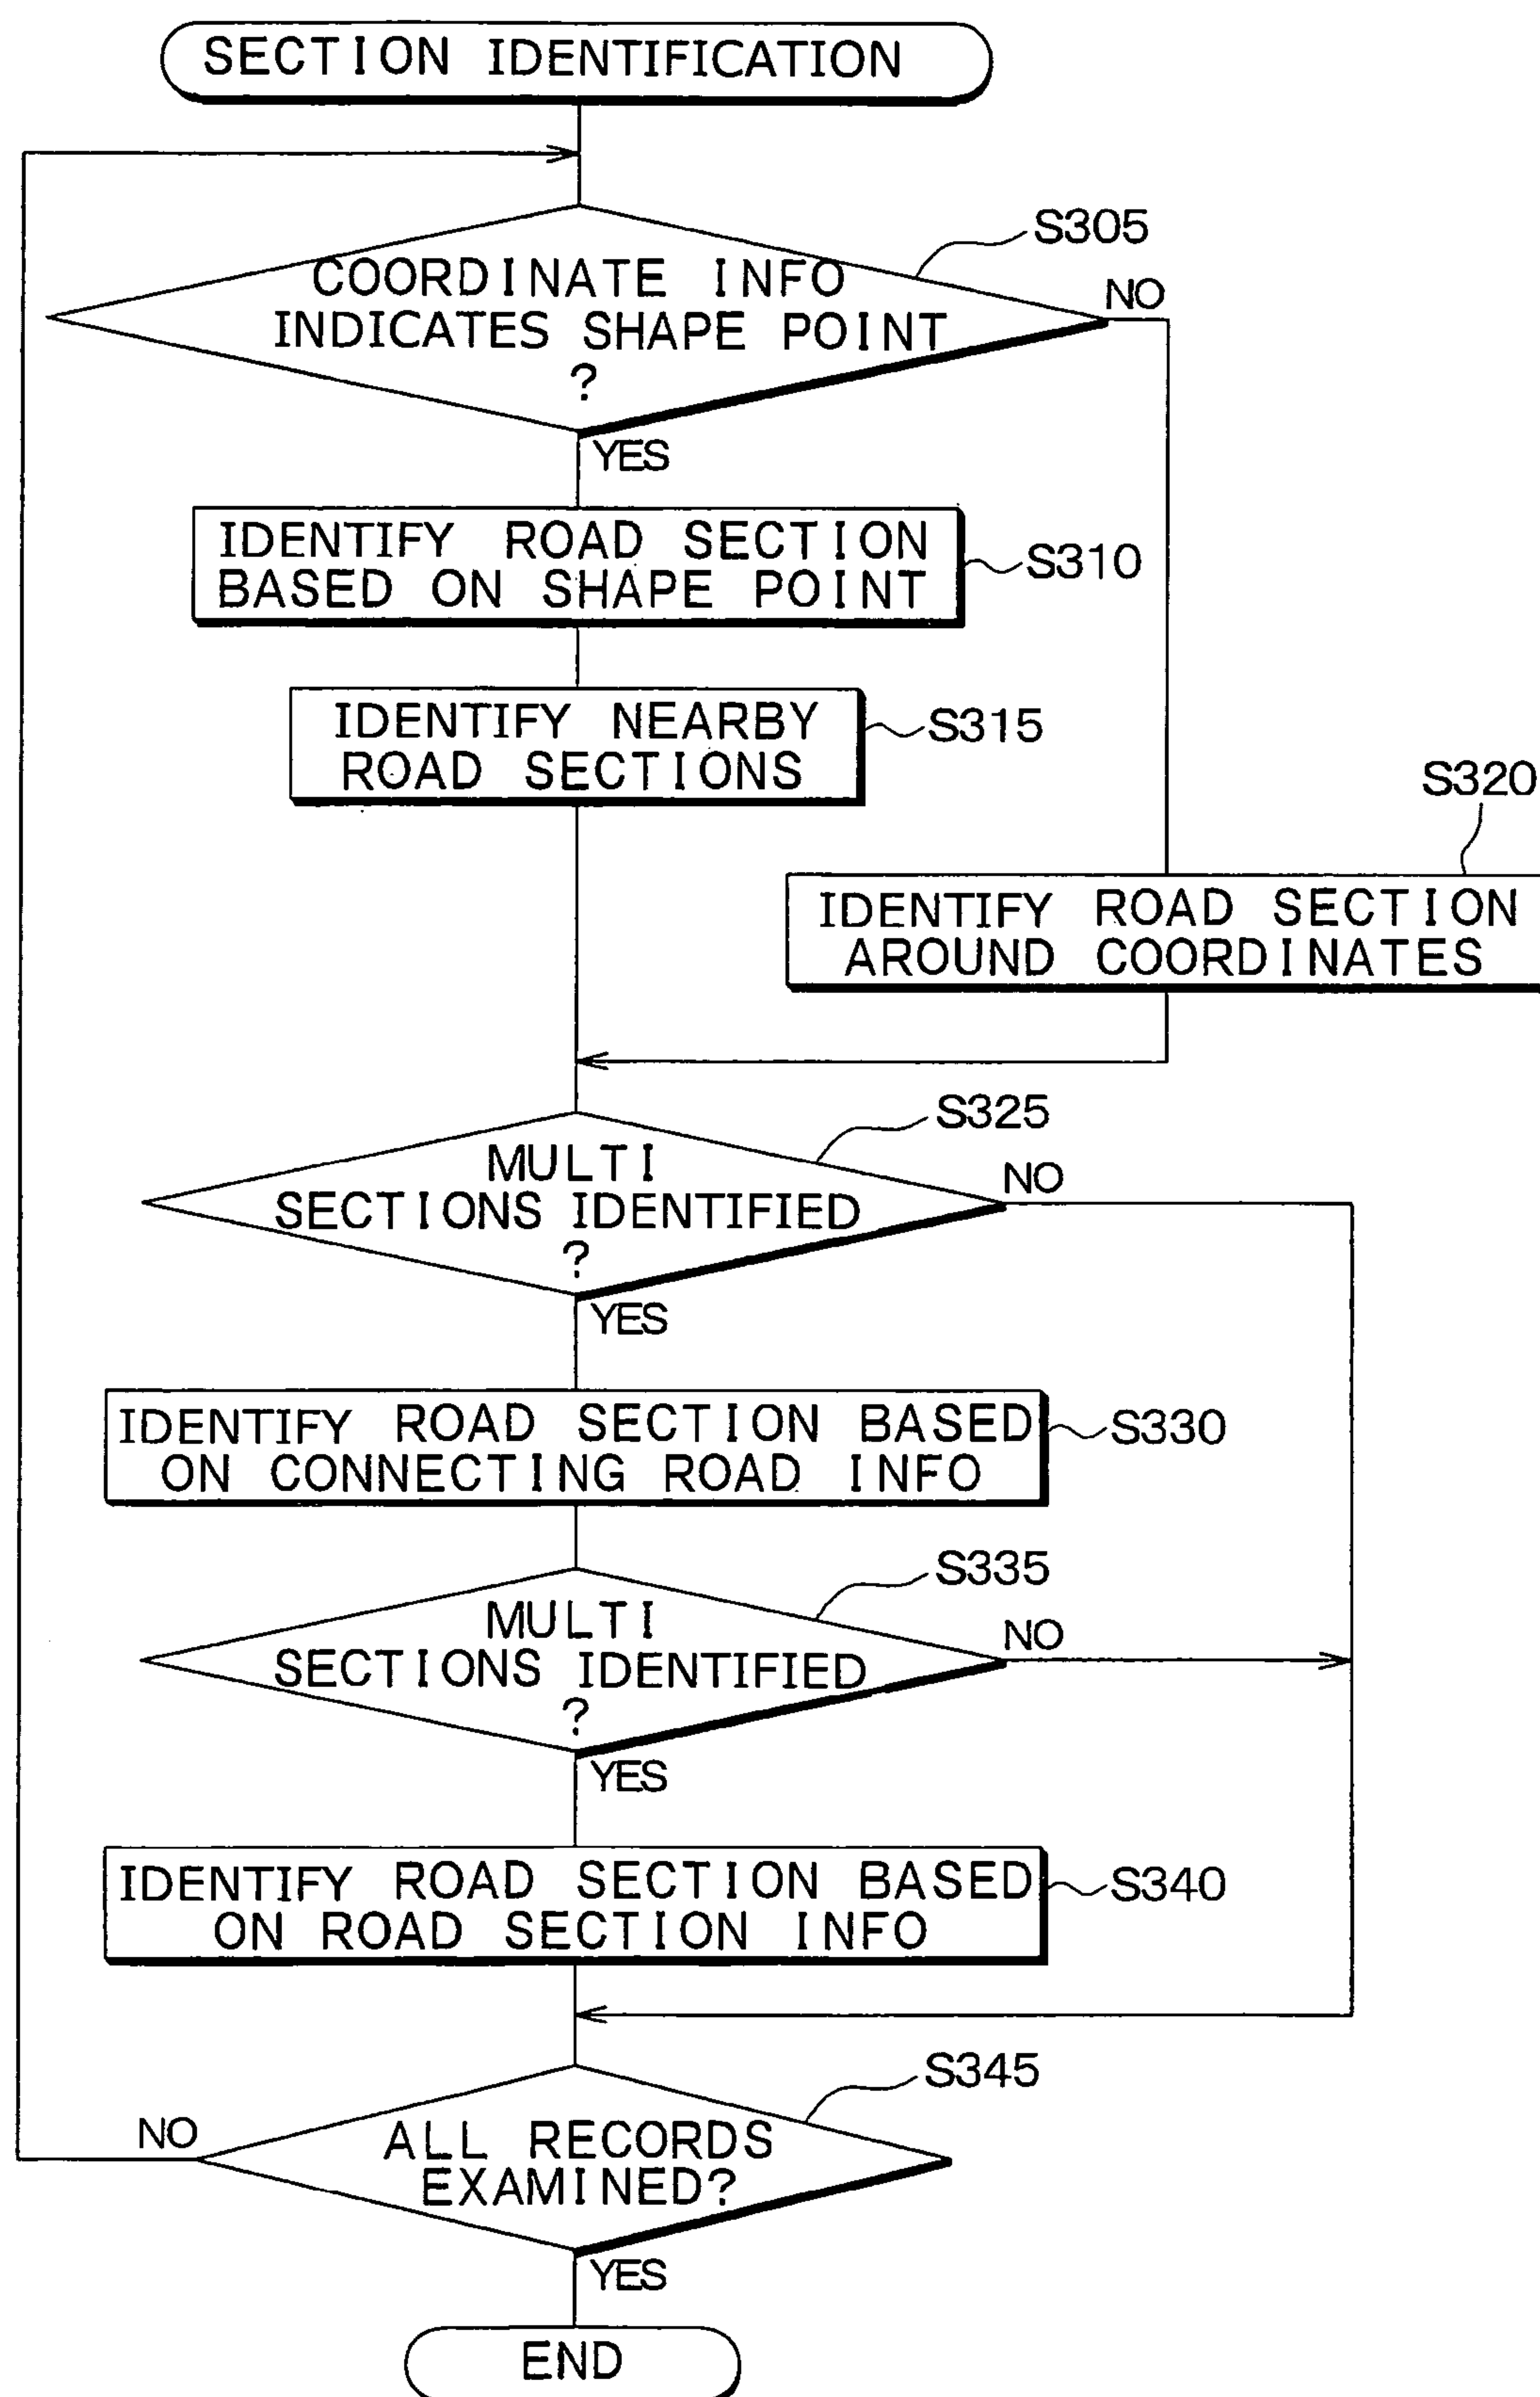 SECTION IDENTIFICATION
S305
COORDINATE INFO
INDICATES SHAPE POINT
?
NO
YES
IDENTIFY ROAD SECTION
BASED ON SHAPE POINT
S310
IDENTIFY NEARBY
ROAD SECTIONS
S315
S320
IDENTIFY ROAD SECTION
AROUND COORDINATES
S325
MULTI
SECTIONS IDENTIFIED
?
NO
YES
IDENTIFY ROAD SECTION BASED
ON CONNECTING ROAD INFO
S330
S335
MULTI
SECTIONS IDENTIFIED
?
NO
YES
IDENTIFY ROAD SECTION BASED
ON ROAD SECTION INFO
S340
S345
ALL RECORDS
EXAMINED?
NO
YES
END